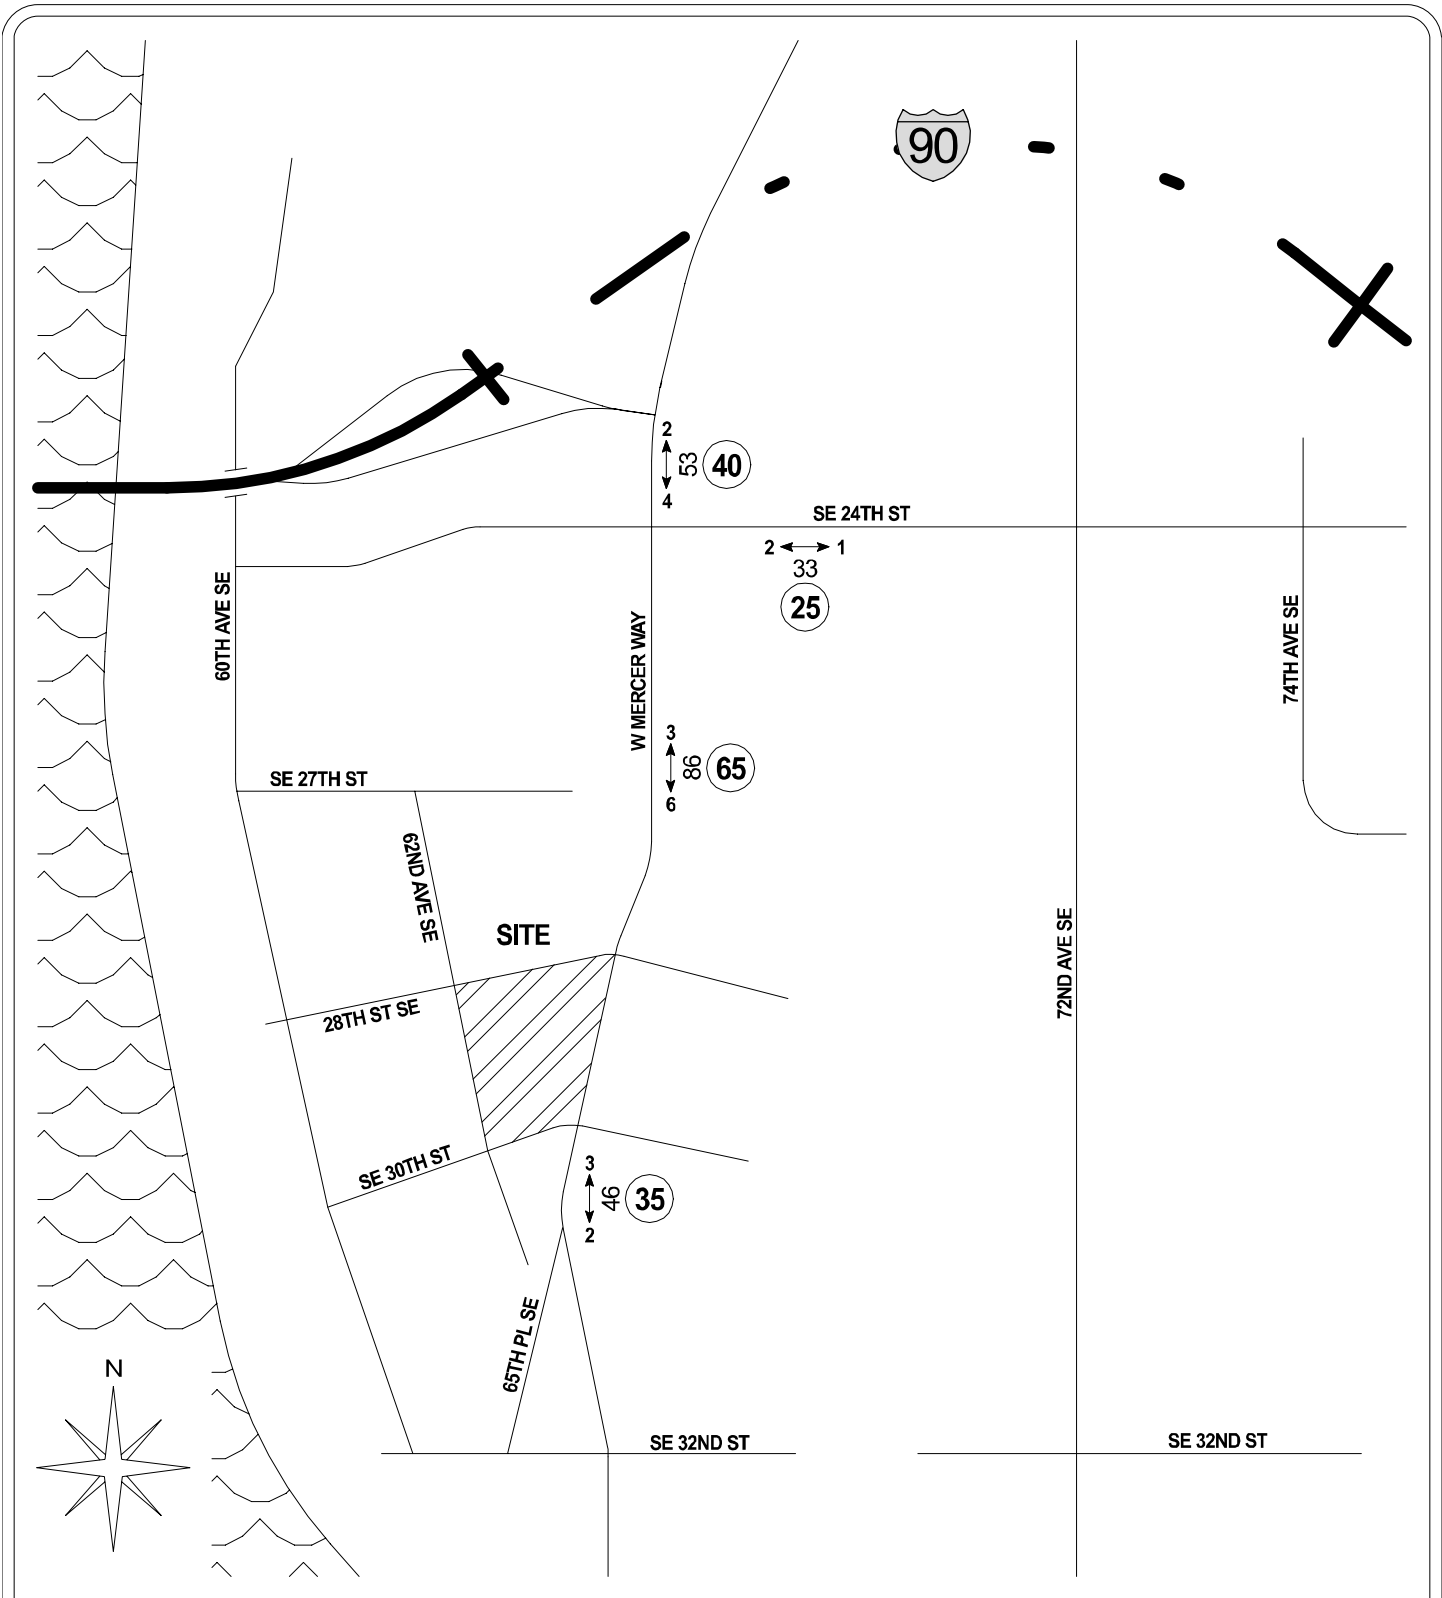 90
2
53
40
4
SE 24TH ST
2
1
33
25
60TH AVE SE
W MERCER WAY
74TH AVE SE
3
86
65
6
SE 27TH ST
62ND AVE SE
SITE
72ND AVE SE
28TH ST SE
SE 30TH ST
3
46
35
2
65TH PL SE
N
SE 32ND ST
SE 32ND ST